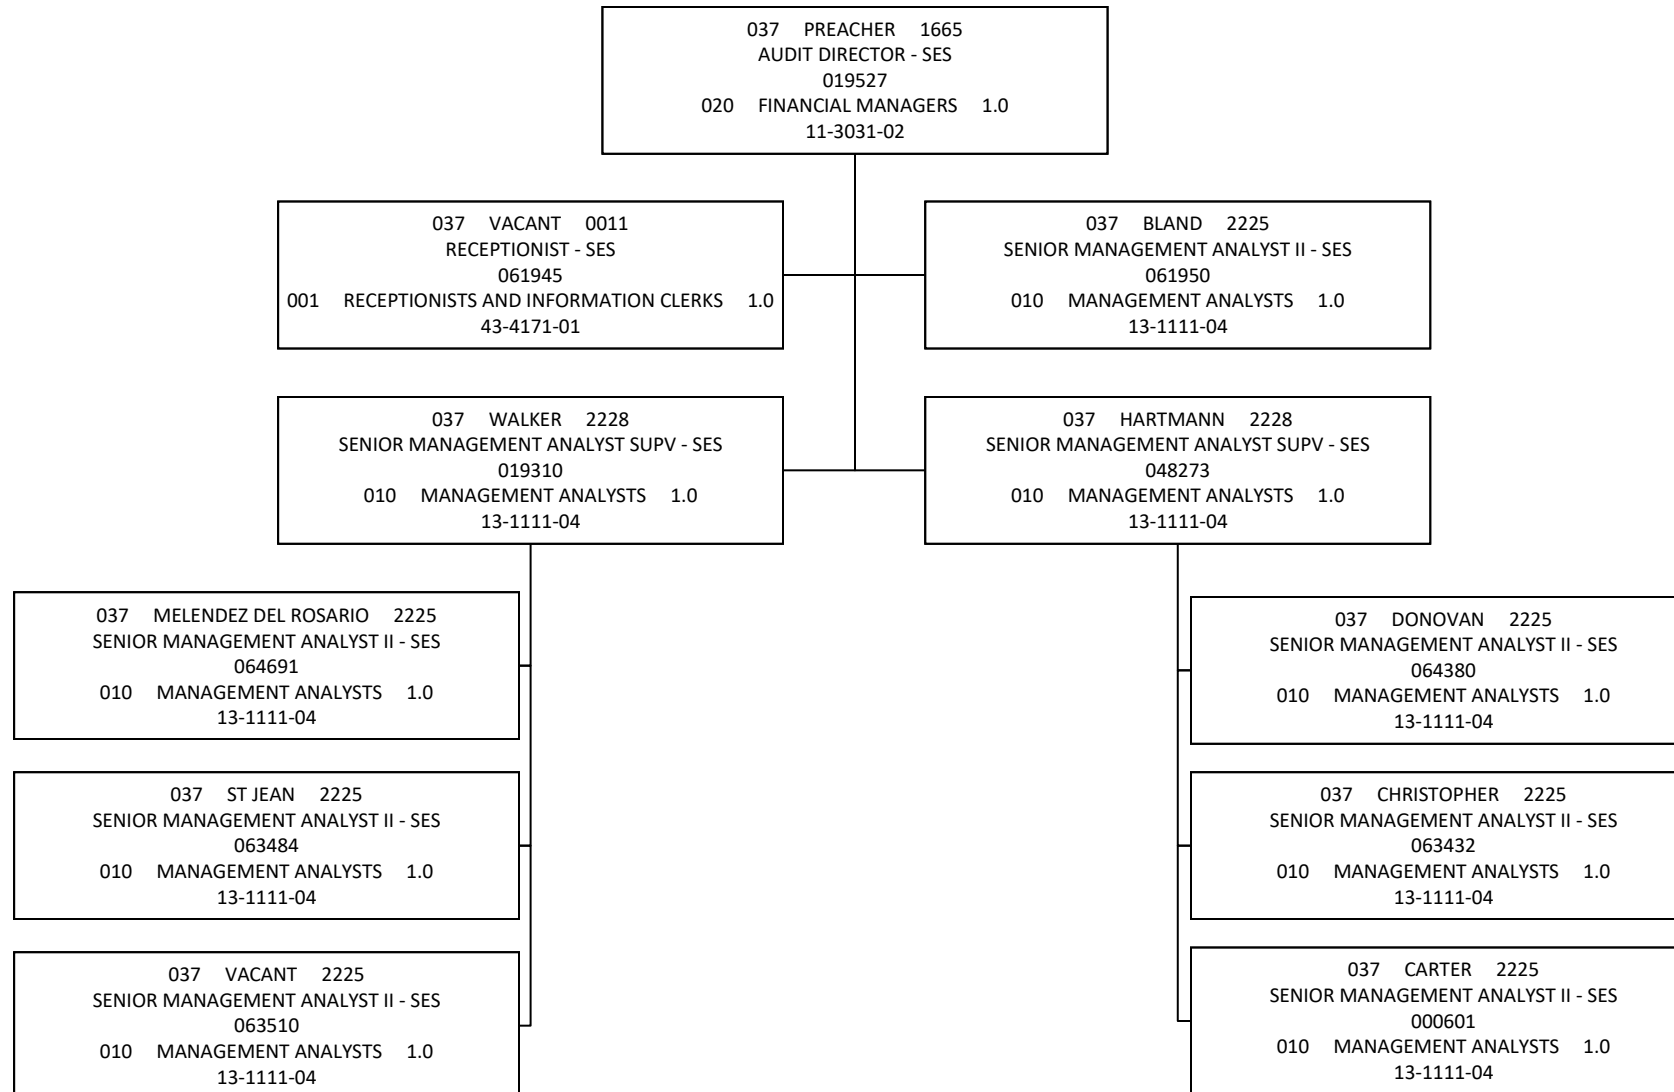 037 PREACHER 1665
AUDIT DIRECTOR - SES
019527
020 FINANCIAL MANAGERS 1.0
11-3031-02
037 VACANT 0011
RECEPTIONIST - SES
061945
001 RECEPTIONISTS AND INFORMATION CLERKS 1.0
43-4171-01
037 BLAND 2225
SENIOR MANAGEMENT ANALYST II - SES
061950
010 MANAGEMENT ANALYSTS 1.0
13-1111-04
037 WALKER 2228
SENIOR MANAGEMENT ANALYST SUPV - SES
019310
010 MANAGEMENT ANALYSTS 1.0
13-1111-04
037 HARTMANN 2228
SENIOR MANAGEMENT ANALYST SUPV - SES
048273
010 MANAGEMENT ANALYSTS 1.0
13-1111-04
037 MELENDEZ DEL ROSARIO 2225
SENIOR MANAGEMENT ANALYST II - SES
064691
010 MANAGEMENT ANALYSTS 1.0
13-1111-04
037 DONOVAN 2225
SENIOR MANAGEMENT ANALYST II - SES
064380
010 MANAGEMENT ANALYSTS 1.0
13-1111-04
037 ST JEAN 2225
SENIOR MANAGEMENT ANALYST II - SES
063484
010 MANAGEMENT ANALYSTS 1.0
13-1111-04
037 CHRISTOPHER 2225
SENIOR MANAGEMENT ANALYST II - SES
063432
010 MANAGEMENT ANALYSTS 1.0
13-1111-04
037 VACANT 2225
SENIOR MANAGEMENT ANALYST II - SES
063510
010 MANAGEMENT ANALYSTS 1.0
13-1111-04
037 CARTER 2225
SENIOR MANAGEMENT ANALYST II - SES
000601
010 MANAGEMENT ANALYSTS 1.0
13-1111-04